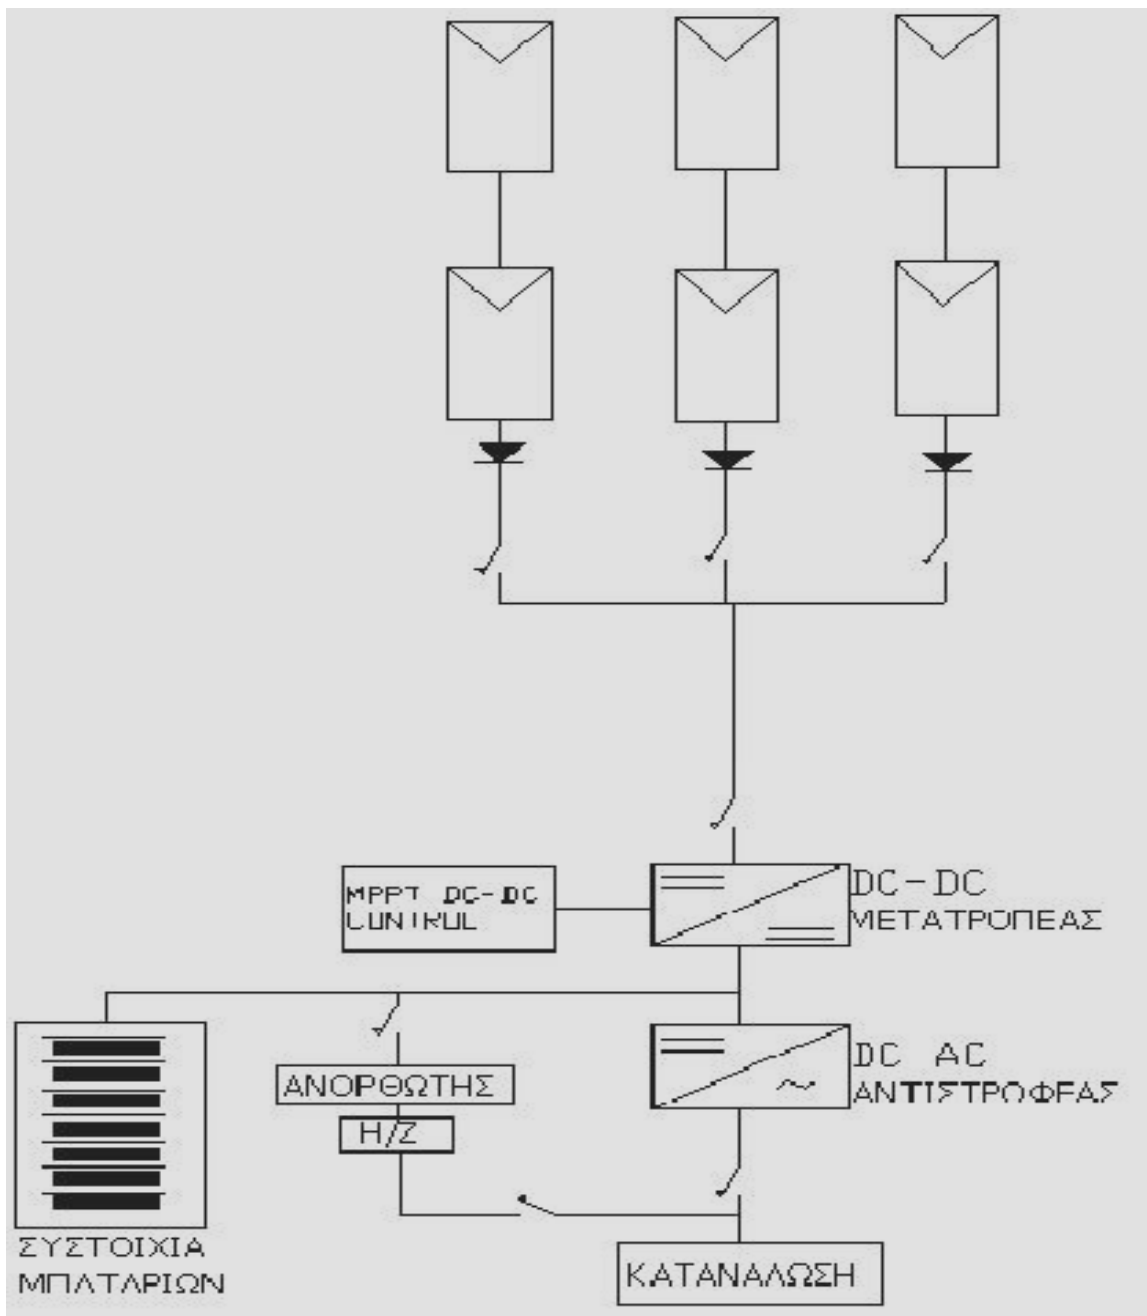 MPPT DC-DC
CONTROL
DC-DC
ΜΕΤΑΤΡΟΠΕΑΣ
DC AC
ΑΝΤΙΣΤΡΟΦΕΑΣ
ΑΝΟΡΘΩΤΗΣ
Η/Ζ
ΣΥΣΤΟΙΧΙΑ
ΜΠΑΤΑΡΙΩΝ
ΚΑΤΑΝΑΛΩΣΗ